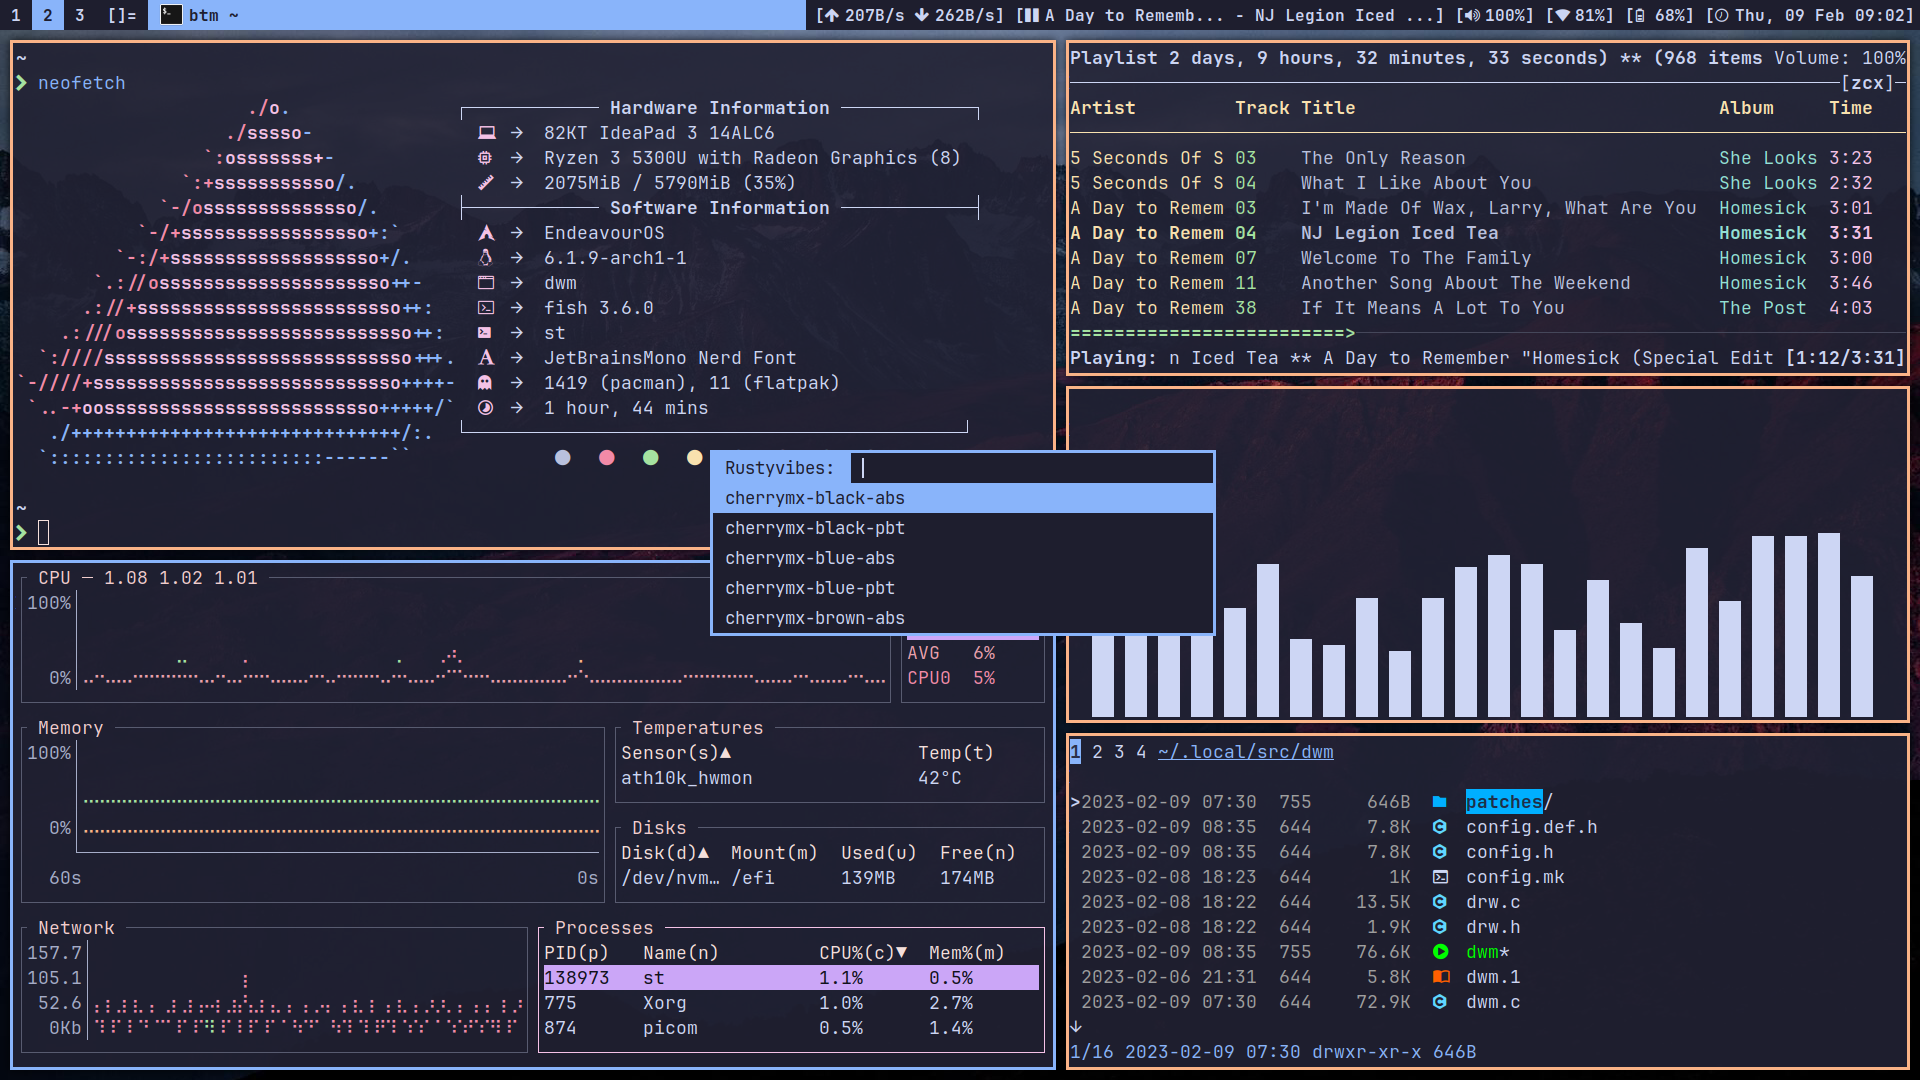 1 2 3 []= btm ~ [207B/s 262B/s] [A Day to Rememb... - NJ Legion Iced ...] [100%] [81%] [68%] [Thu, 09 Feb 09:02]
~
neofetch
./o.
./sssso-
`:osssssss+-
`:+sssssssssso/.
`-/ossssssssssssso/.
`-/+sssssssssssssssso+:`
`-:/+sssssssssssssssssso+/.
`.://osssssssssssssssssssso++-
.://+ssssssssssssssssssssssso++:
.:///ossssssssssssssssssssssssso++:
`:////ssssssssssssssssssssssssssso+++.
`-////+ssssssssssssssssssssssssssso++++-
`..-+oosssssssssssssssssssssssso+++++/`
./++++++++++++++++++++++++++++++/:.
`:::::::::::::::::::::::::------``
Hardware Information
→ 82KT IdeaPad 3 14ALC6
→ Ryzen 3 5300U with Radeon Graphics (8)
→ 2075MiB / 5790MiB (35%)
Software Information
→ EndeavourOS
→ 6.1.9-arch1-1
→ dwm
→ fish 3.6.0
→ st
→ JetBrainsMono Nerd Font
→ 1419 (pacman), 11 (flatpak)
→ 1 hour, 44 mins
~
Playlist 2 days, 9 hours, 32 minutes, 33 seconds) ** (968 items Volume: 100%
[zcx]
Artist Track Title Album Time
5 Seconds Of S 03 The Only Reason She Looks 3:23
5 Seconds Of S 04 What I Like About You She Looks 2:32
A Day to Remem 03 I'm Made Of Wax, Larry, What Are You Homesick 3:01
A Day to Remem 04 NJ Legion Iced Tea Homesick 3:31
A Day to Remem 07 Welcome To The Family Homesick 3:00
A Day to Remem 11 Another Song About The Weekend Homesick 3:46
A Day to Remem 38 If It Means A Lot To You The Post 4:03
=========================>
Playing: n Iced Tea ** A Day to Remember "Homesick (Special Edit [1:12/3:31]
Rustyvibes:
cherrymx-black-abs
cherrymx-black-pbt
cherrymx-blue-abs
cherrymx-blue-pbt
cherrymx-brown-abs
CPU — 1.08 1.02 1.01
100%
0%
AVG 6%
CPU0 5%
Memory
100%
0%
60s 0s
Temperatures
Sensor(s)▲ Temp(t)
ath10k_hwmon 42°C
Disks
Disk(d)▲ Mount(m) Used(u) Free(n)
/dev/nvm… /efi 139MB 174MB
Network
157.7
105.1
52.6
0Kb
Processes
PID(p) Name(n) CPU%(c)▼ Mem%(m)
138973 st 1.1% 0.5%
775 Xorg 1.0% 2.7%
874 picom 0.5% 1.4%
1 2 3 4 ~/.local/src/dwm
>2023-02-09 07:30 755 646B patches/
2023-02-09 08:35 644 7.8K config.def.h
2023-02-09 08:35 644 7.8K config.h
2023-02-08 18:23 644 1K config.mk
2023-02-08 18:22 644 13.5K drw.c
2023-02-08 18:22 644 1.9K drw.h
2023-02-09 08:35 755 76.6K dwm*
2023-02-06 21:31 644 5.8K dwm.1
2023-02-09 07:30 644 72.9K dwm.c
↓
1/16 2023-02-09 07:30 drwxr-xr-x 646B